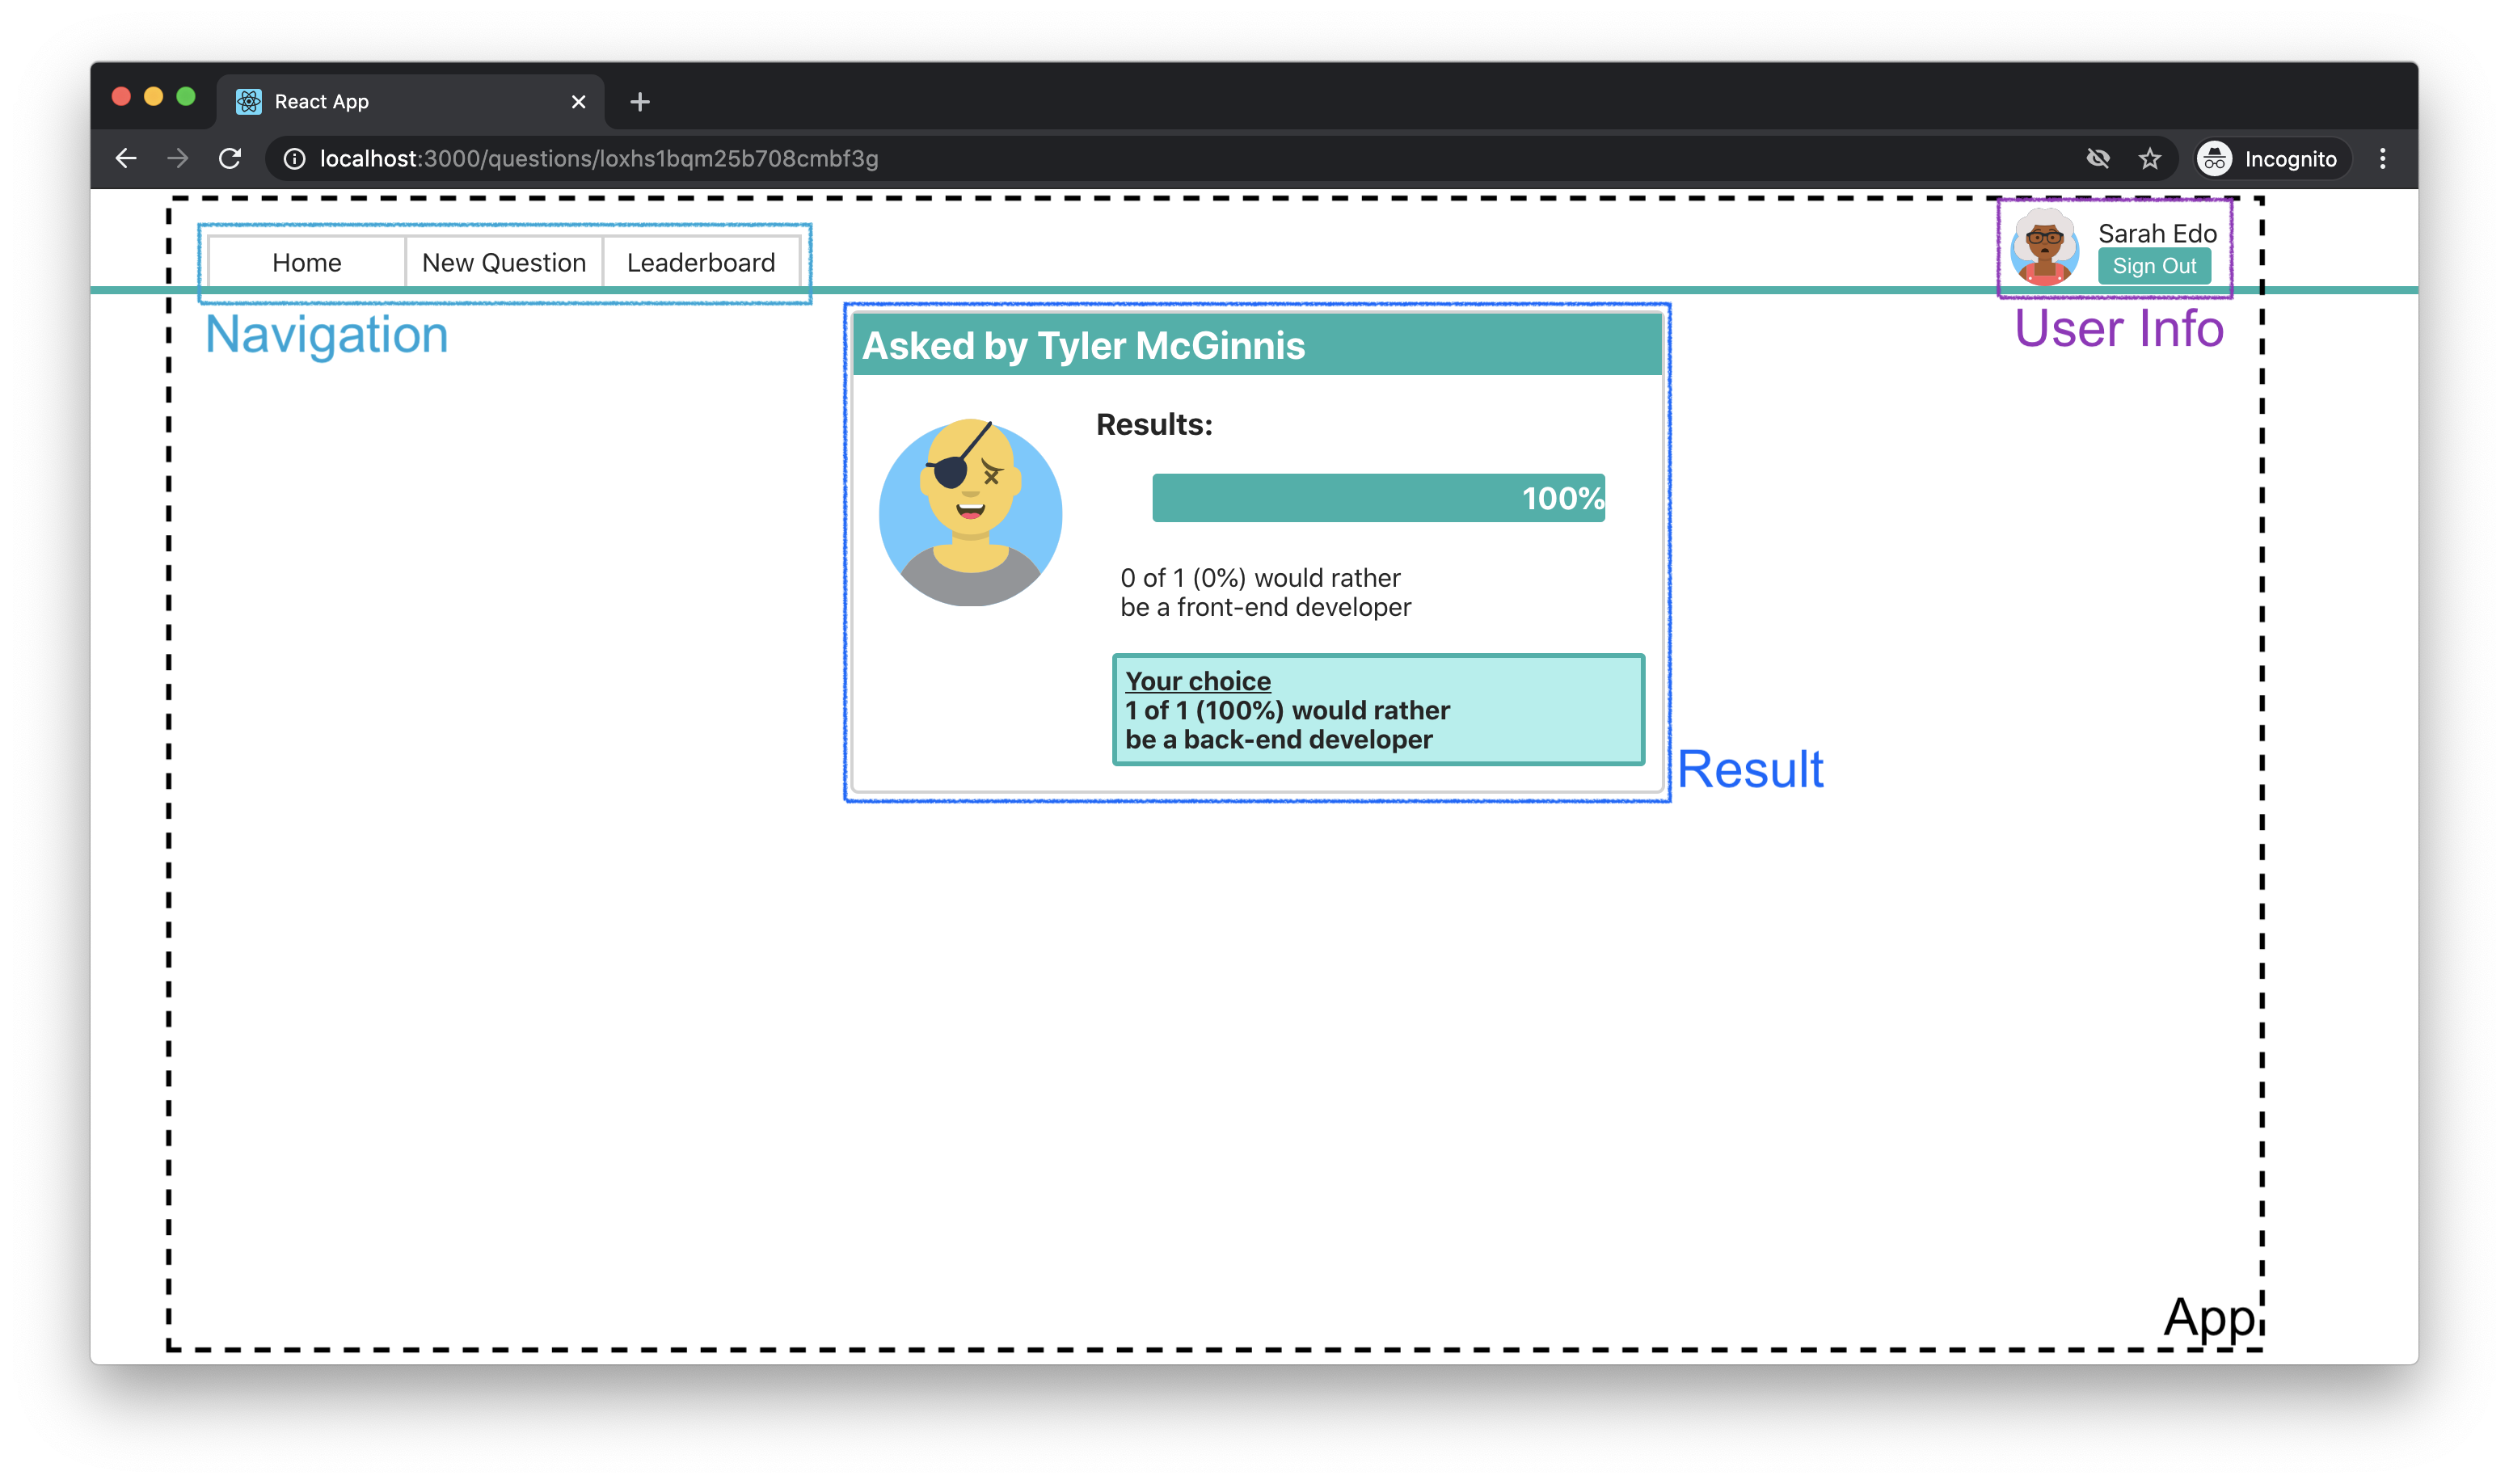 React App
localhost:3000/questions/loxhs1bqm25b708cmbf3g
Incognito
Home
New Question
Leaderboard
Sarah Edo
Sign Out
Navigation
User Info
Asked by Tyler McGinnis
Results:
100%
0 of 1 (0%) would rather
be a front-end developer
Your choice
1 of 1 (100%) would rather
be a back-end developer
Result
App